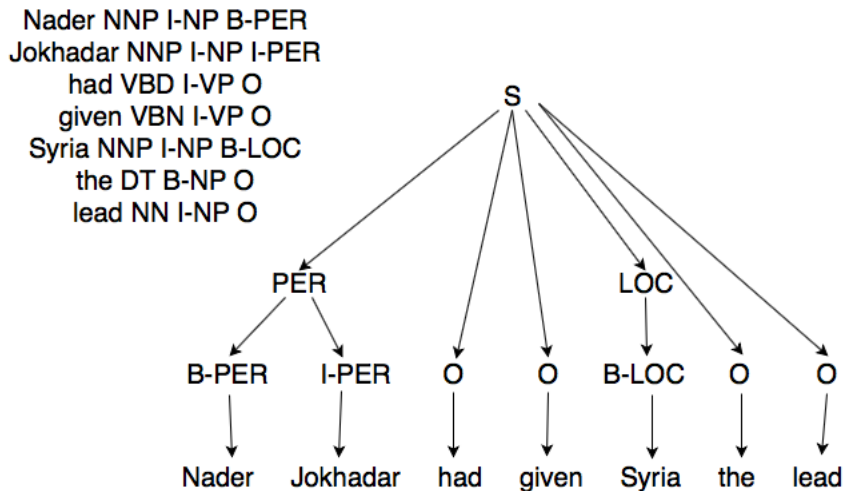 Nader NNP I-NP B-PER
Jokhadar NNP I-NP I-PER
had VBD I-VP O
given VBN I-VP O
Syria NNP I-NP B-LOC
the DT B-NP O
lead NN I-NP O
S
PER LOC
B-PER I-PER O O B-LOC O O
Nader Jokhadar had given Syria the lead